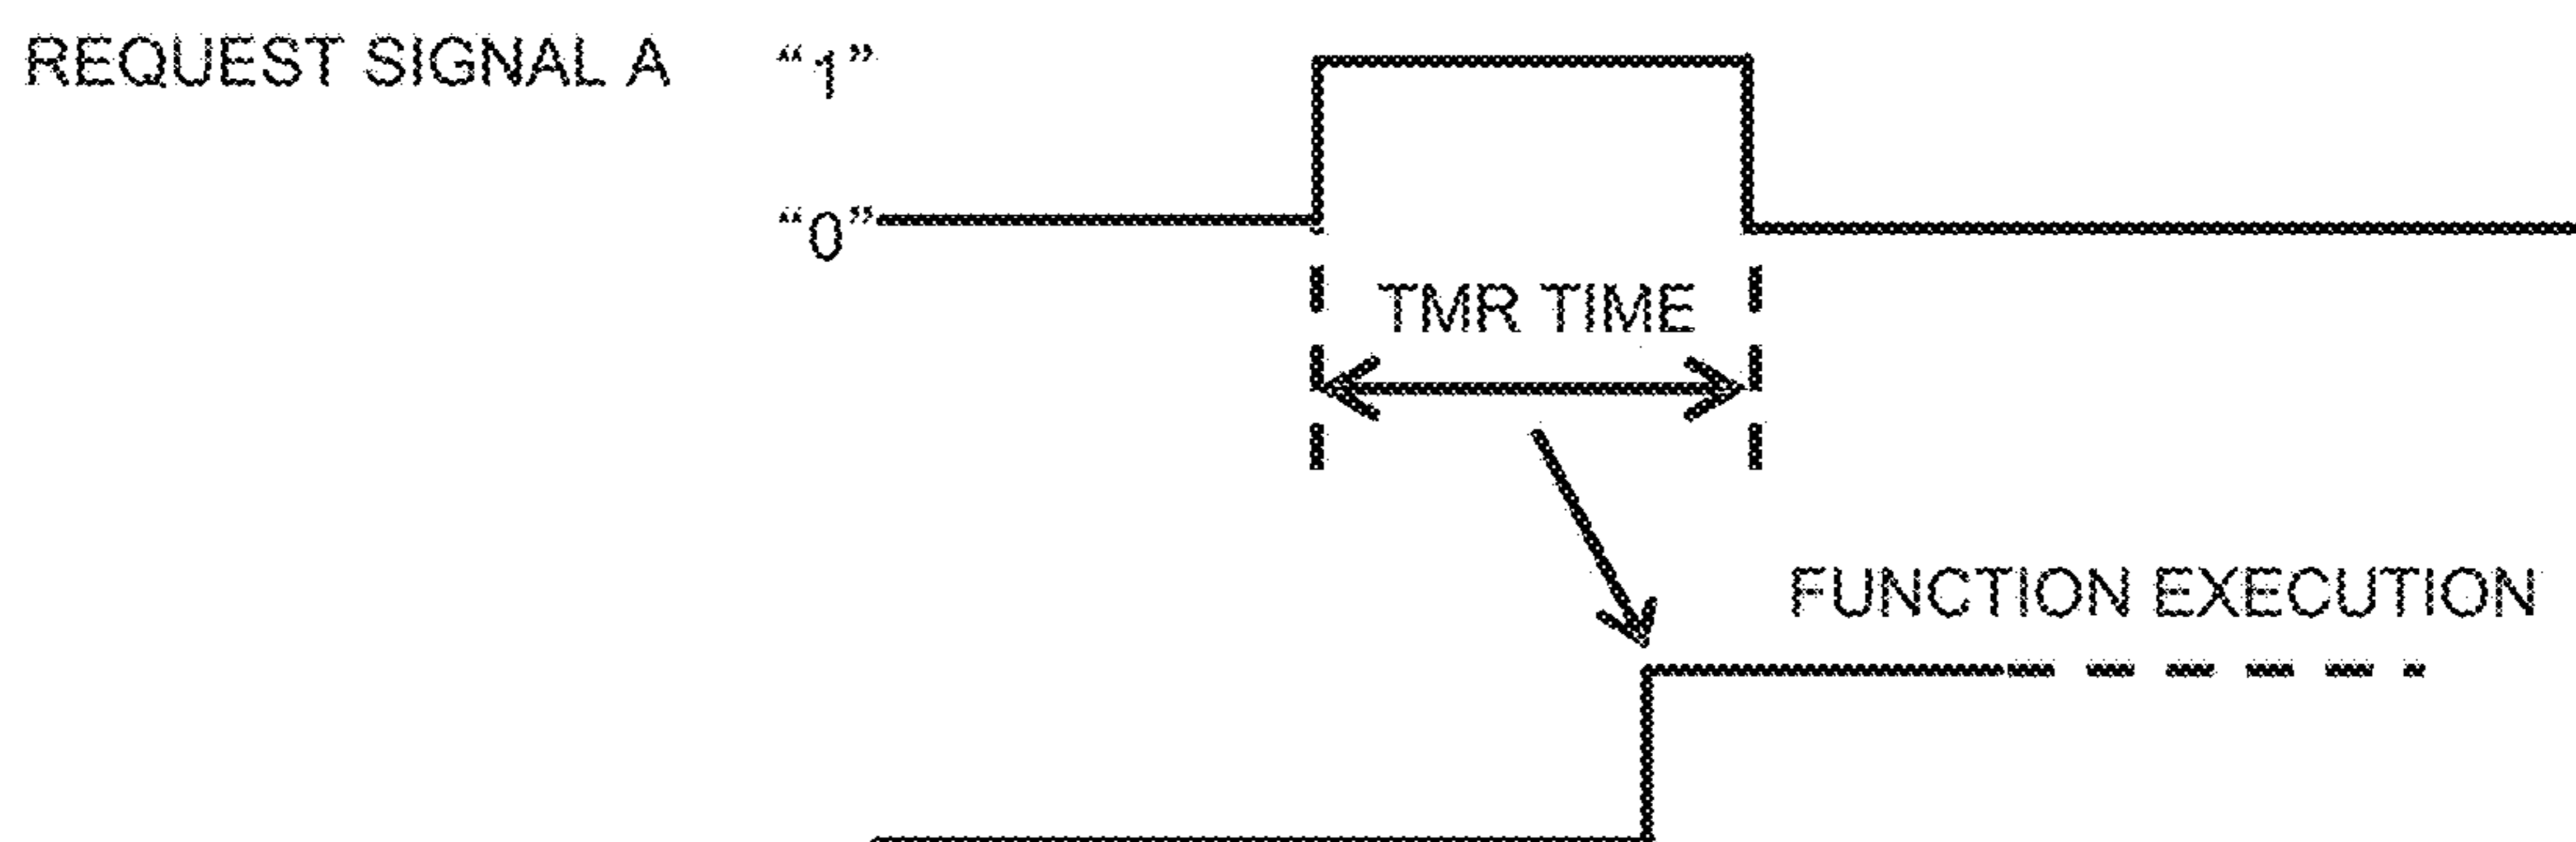 REQUEST SIGNAL A “1”
“0”
TMR TIME
FUNCTION EXECUTION